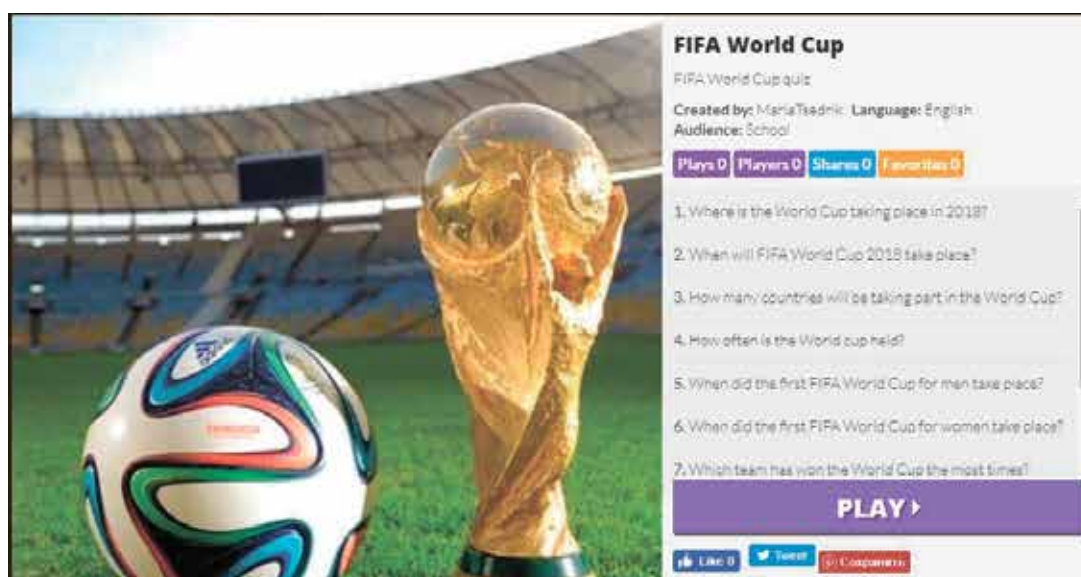 FIFA World Cup
FIFA World Cup quiz
Created by: MariaTsedrik Language: English
Audience: School
Plays 0 Players 0 Shares 0 Favorites 0
1. Where is the World Cup taking place in 2018?
2. When will FIFA World Cup 2018 take place?
3. How many countries will be taking part in the World Cup?
4. How often is the World cup held?
5. When did the first FIFA World Cup for men take place?
6. When did the first FIFA World Cup for women take place?
7. Which team has won the World Cup the most times?
PLAY
Like 0 Tweet Сохранить
adidas